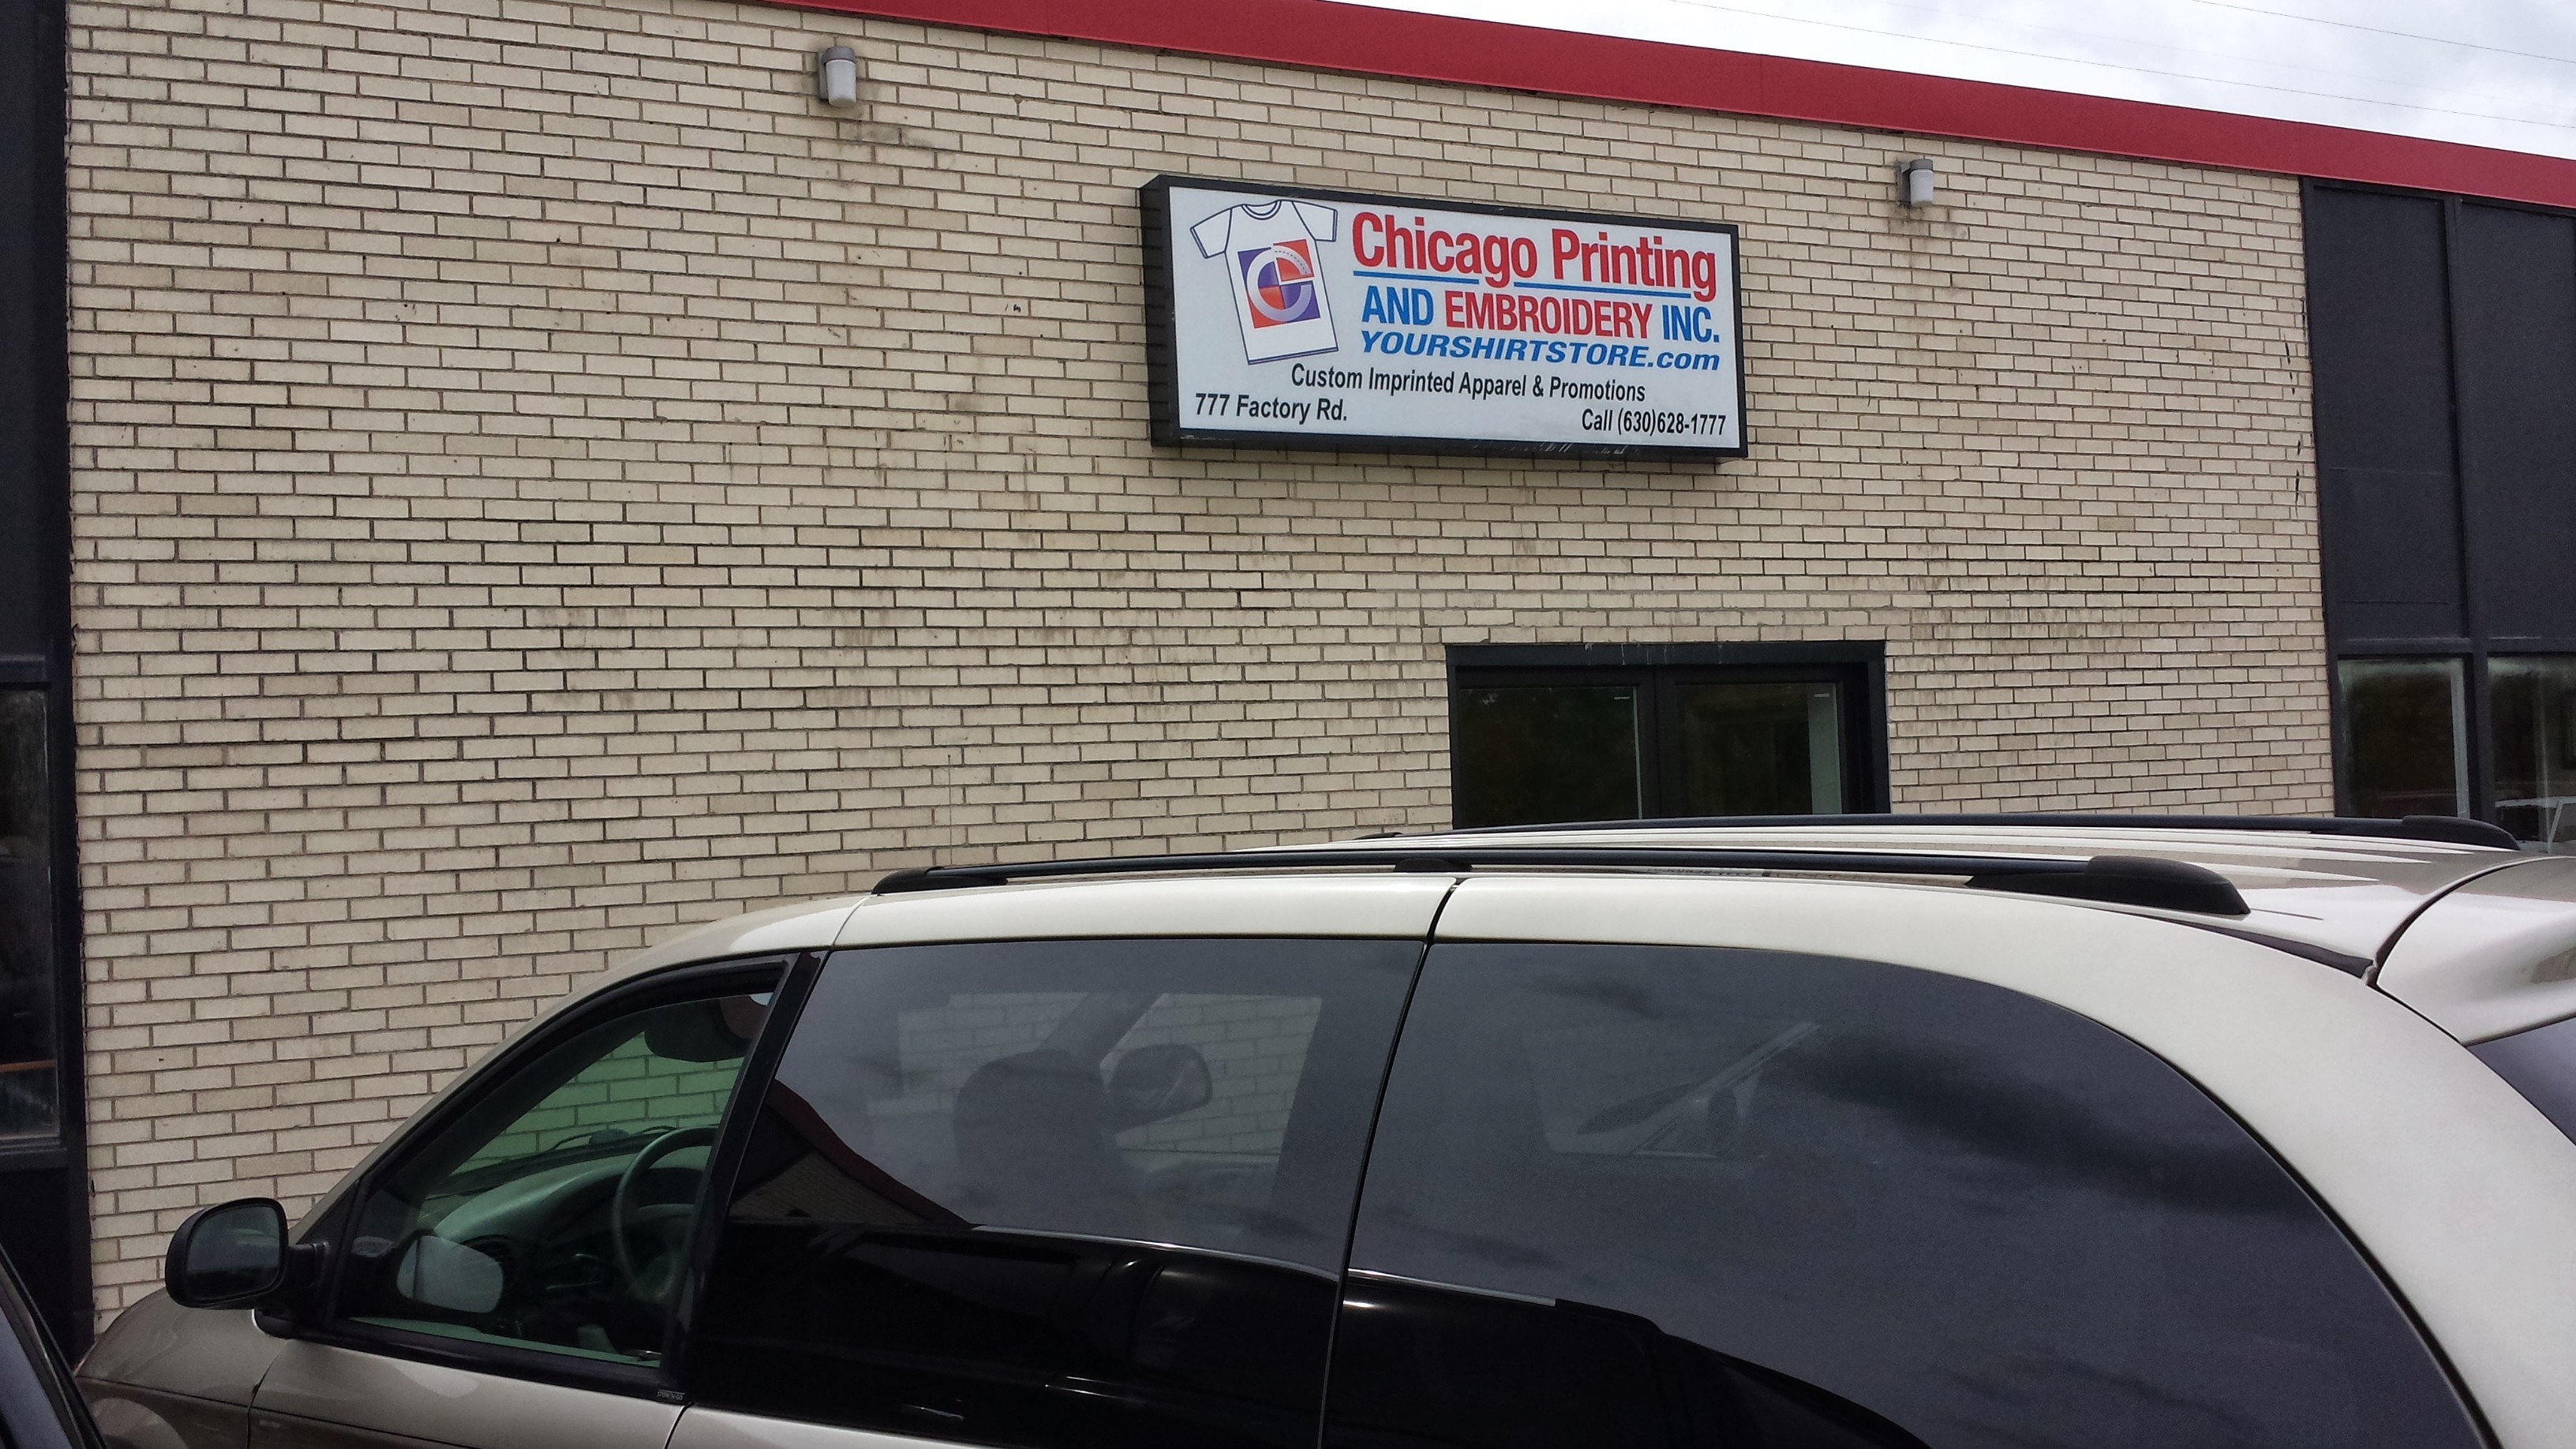 Chicago Printing
AND EMBROIDERY INC.
YOURSHIRTSTORE.com
Custom Imprinted Apparel & Promotions
777 Factory Rd.
Call (630)628-1777